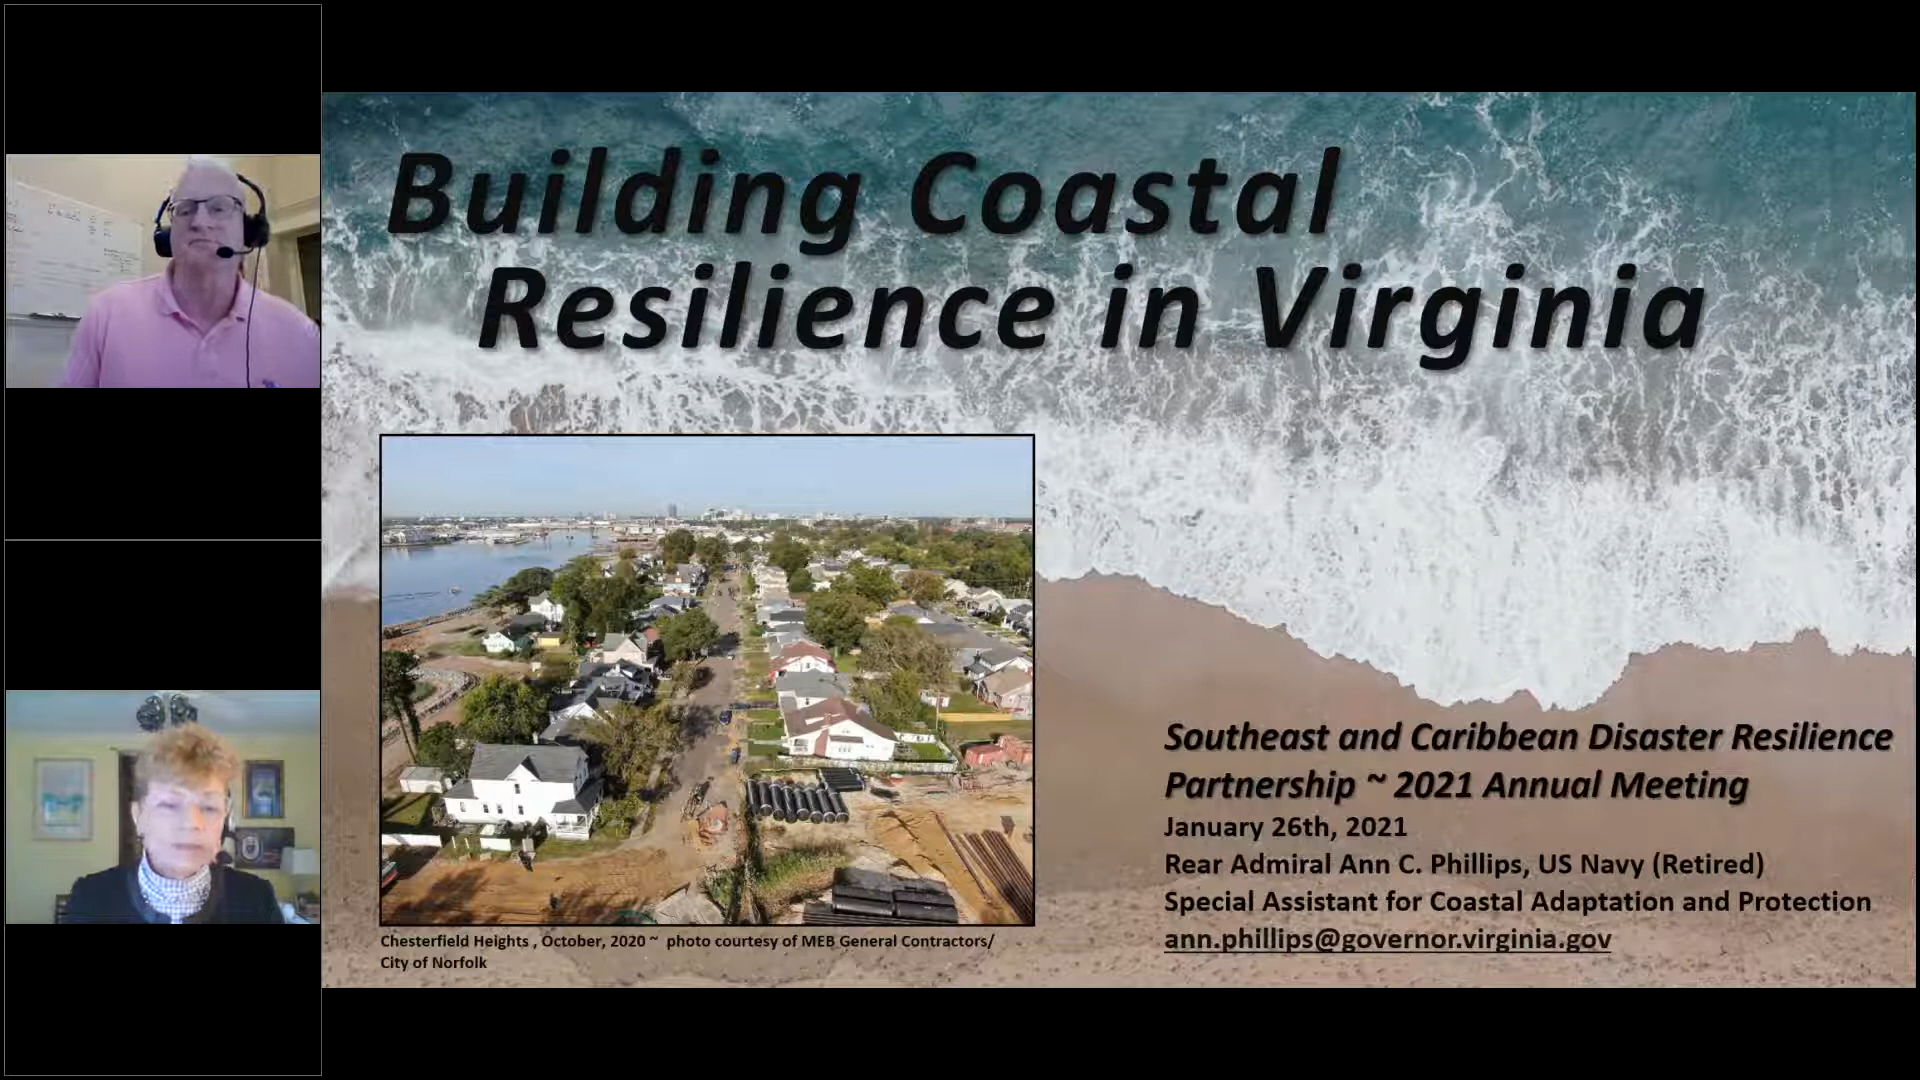 Building Coastal
Resilience in Virginia
Chesterfield Heights , October, 2020 ~ photo courtesy of MEB General Contractors/
City of Norfolk
Southeast and Caribbean Disaster Resilience
Partnership ~ 2021 Annual Meeting
January 26th, 2021
Rear Admiral Ann C. Phillips, US Navy (Retired)
Special Assistant for Coastal Adaptation and Protection
ann.phillips@governor.virginia.gov